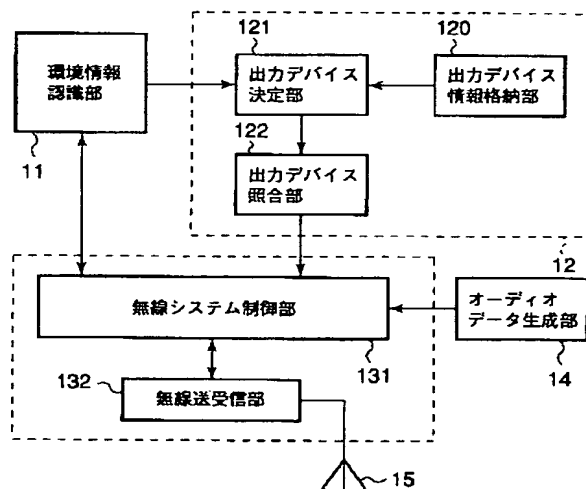 121
120
環境情報
認識部
出力デバイス
決定部
出力デバイス
情報格納部
11
122
出力デバイス
照合部
12
無線システム制御部
オーディオ
データ生成部
131
14
132
無線送受信部
15